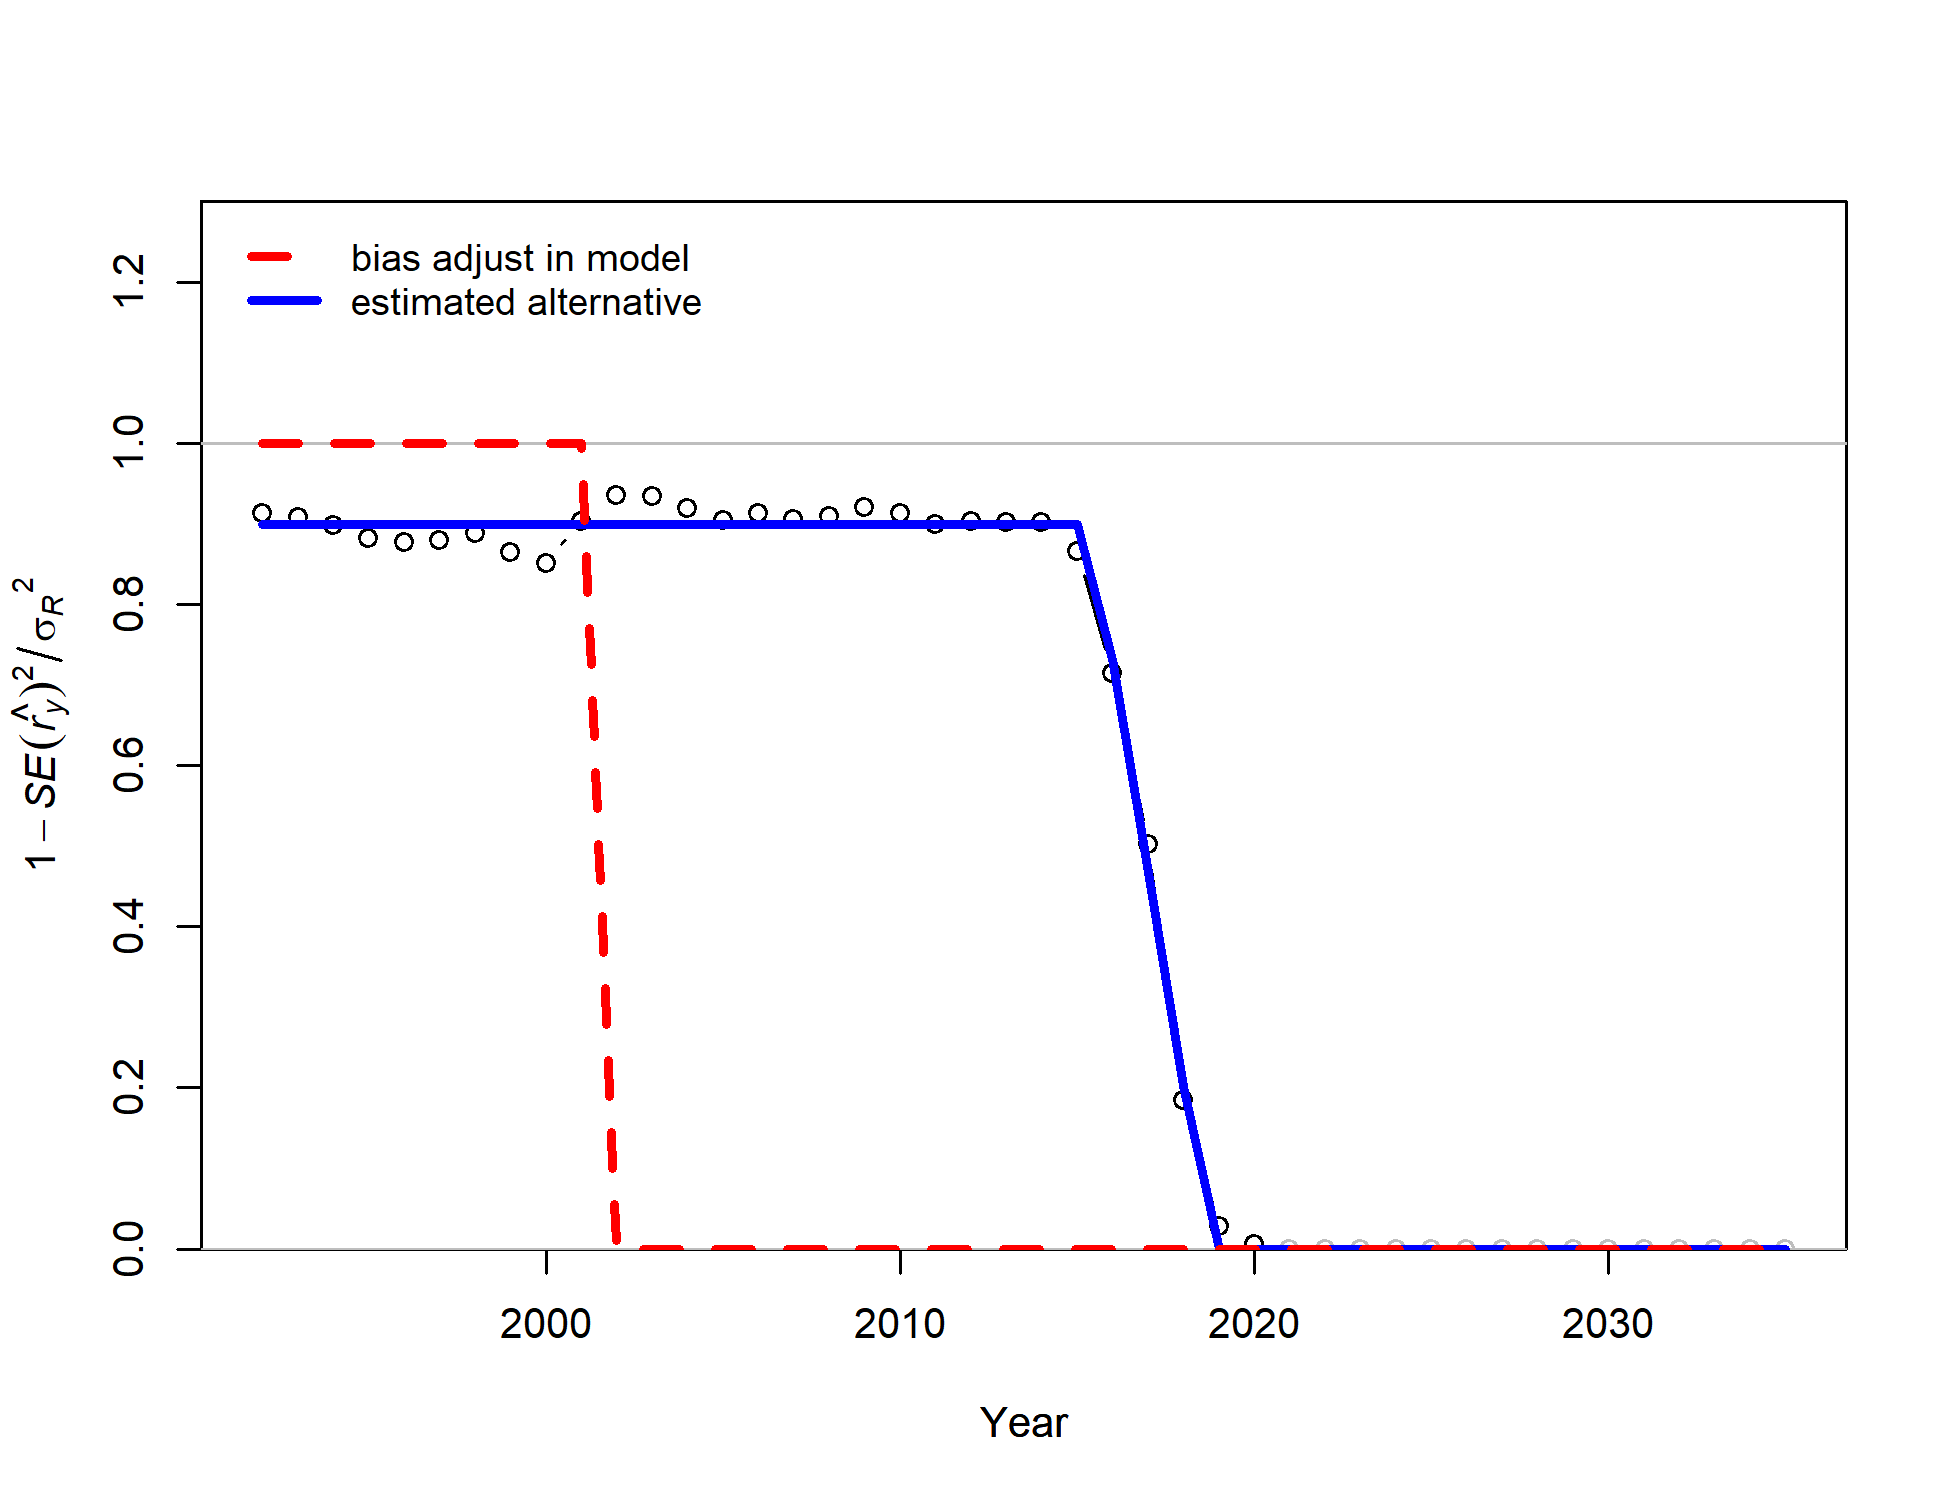 bias adjust in model
estimated alternative
1 − SE(r̂y)² / σR²
1.2
1.0
0.8
0.6
0.4
0.2
0.0
2000 2010 2020 2030
Year